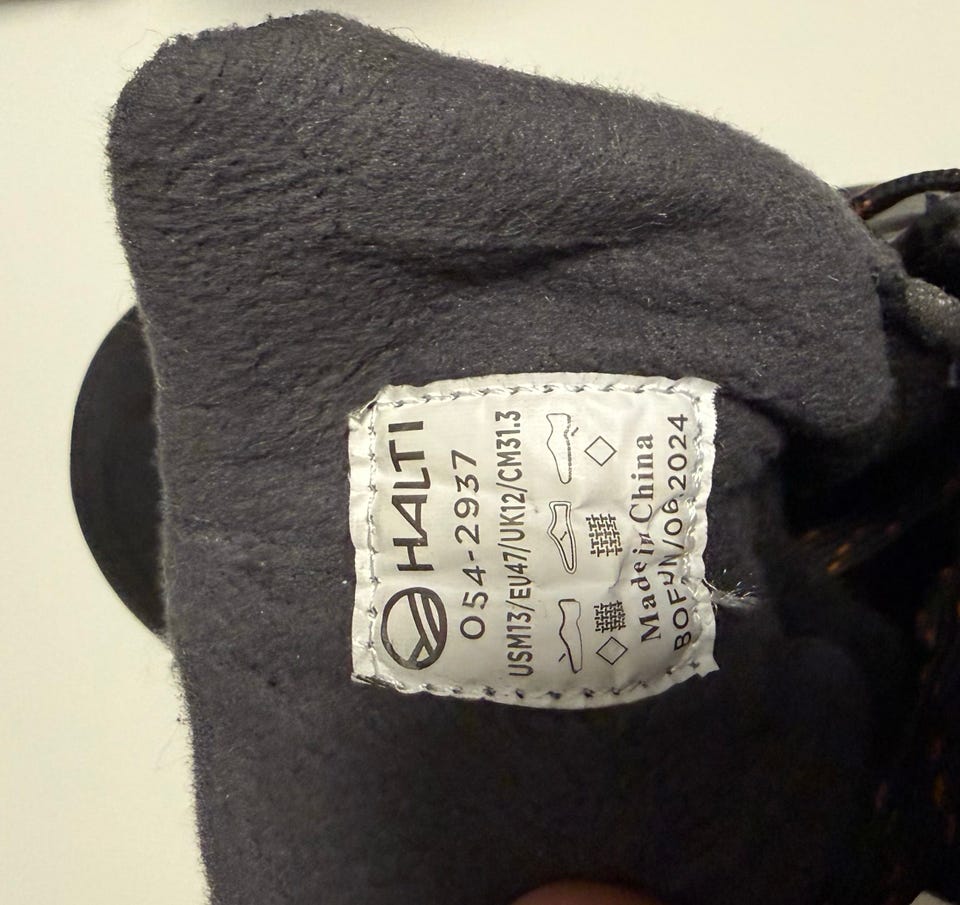 HALTI
054-2937
USM13/EU47/UK12/CM31.3
Made in China
/06.2024